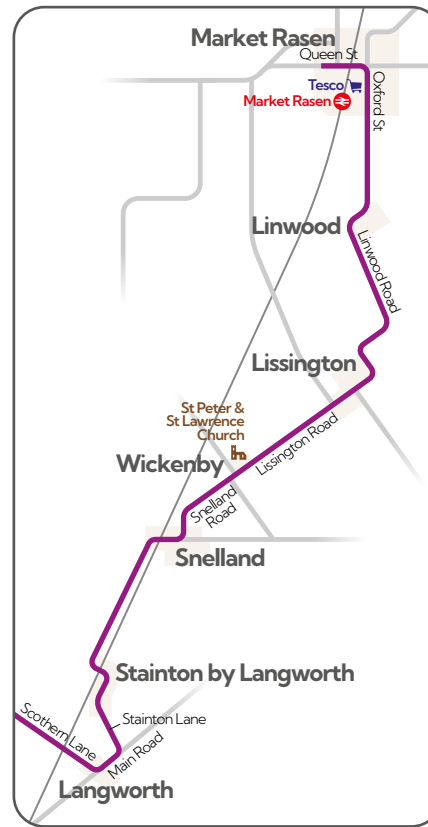 Market Rasen
Queen St
Tesco
Market Rasen
Oxford St
Linwood
Linwood Road
Lissington
St Peter &
St Lawrence
Church
Lissington Road
Wickenby
Snelland
Road
Snelland
Stainton by Langworth
Stainton Lane
Scothern Lane
Main Road
Langworth